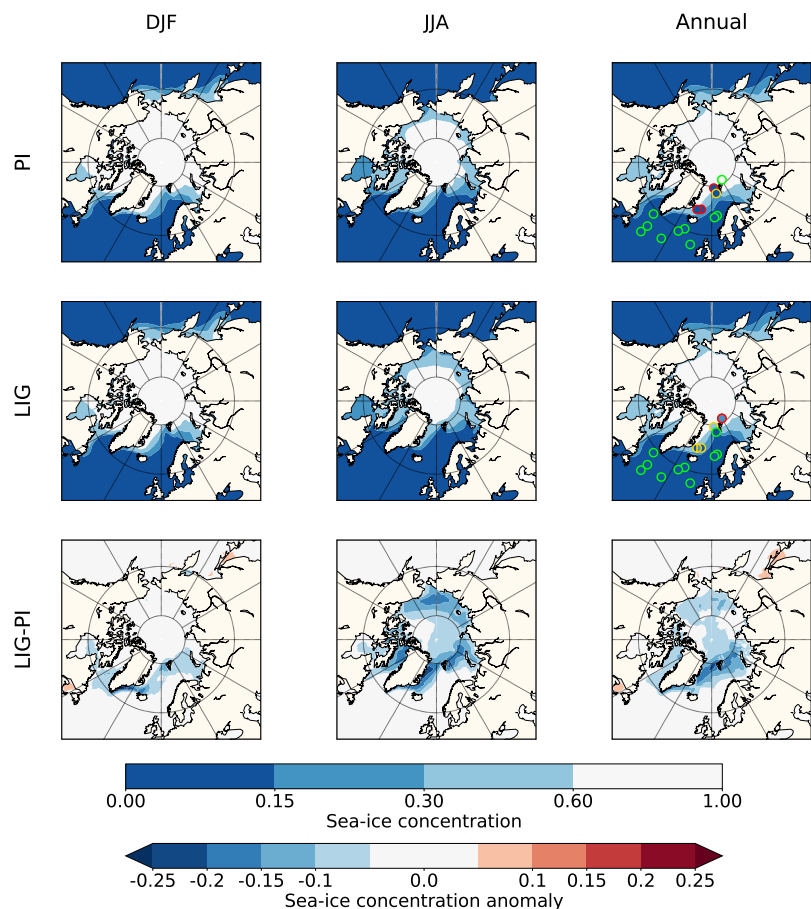 DJF JJA Annual
PI
LIG
LIG-PI
0.00 0.15 0.30 0.60 1.00
Sea-ice concentration
-0.25 -0.2 -0.15 -0.1 0.0 0.1 0.15 0.2 0.25
Sea-ice concentration anomaly